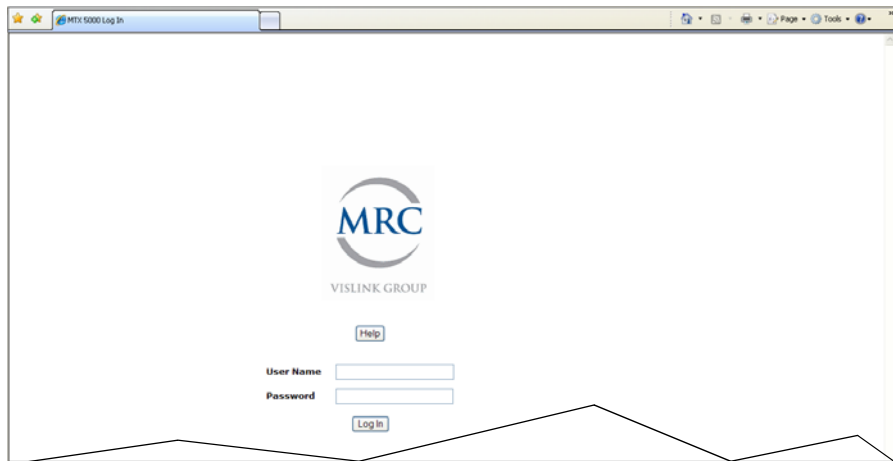 MTX 5000 Log In
Page
Tools
MRC
VISLINK GROUP
Help
User Name
Password
Log In